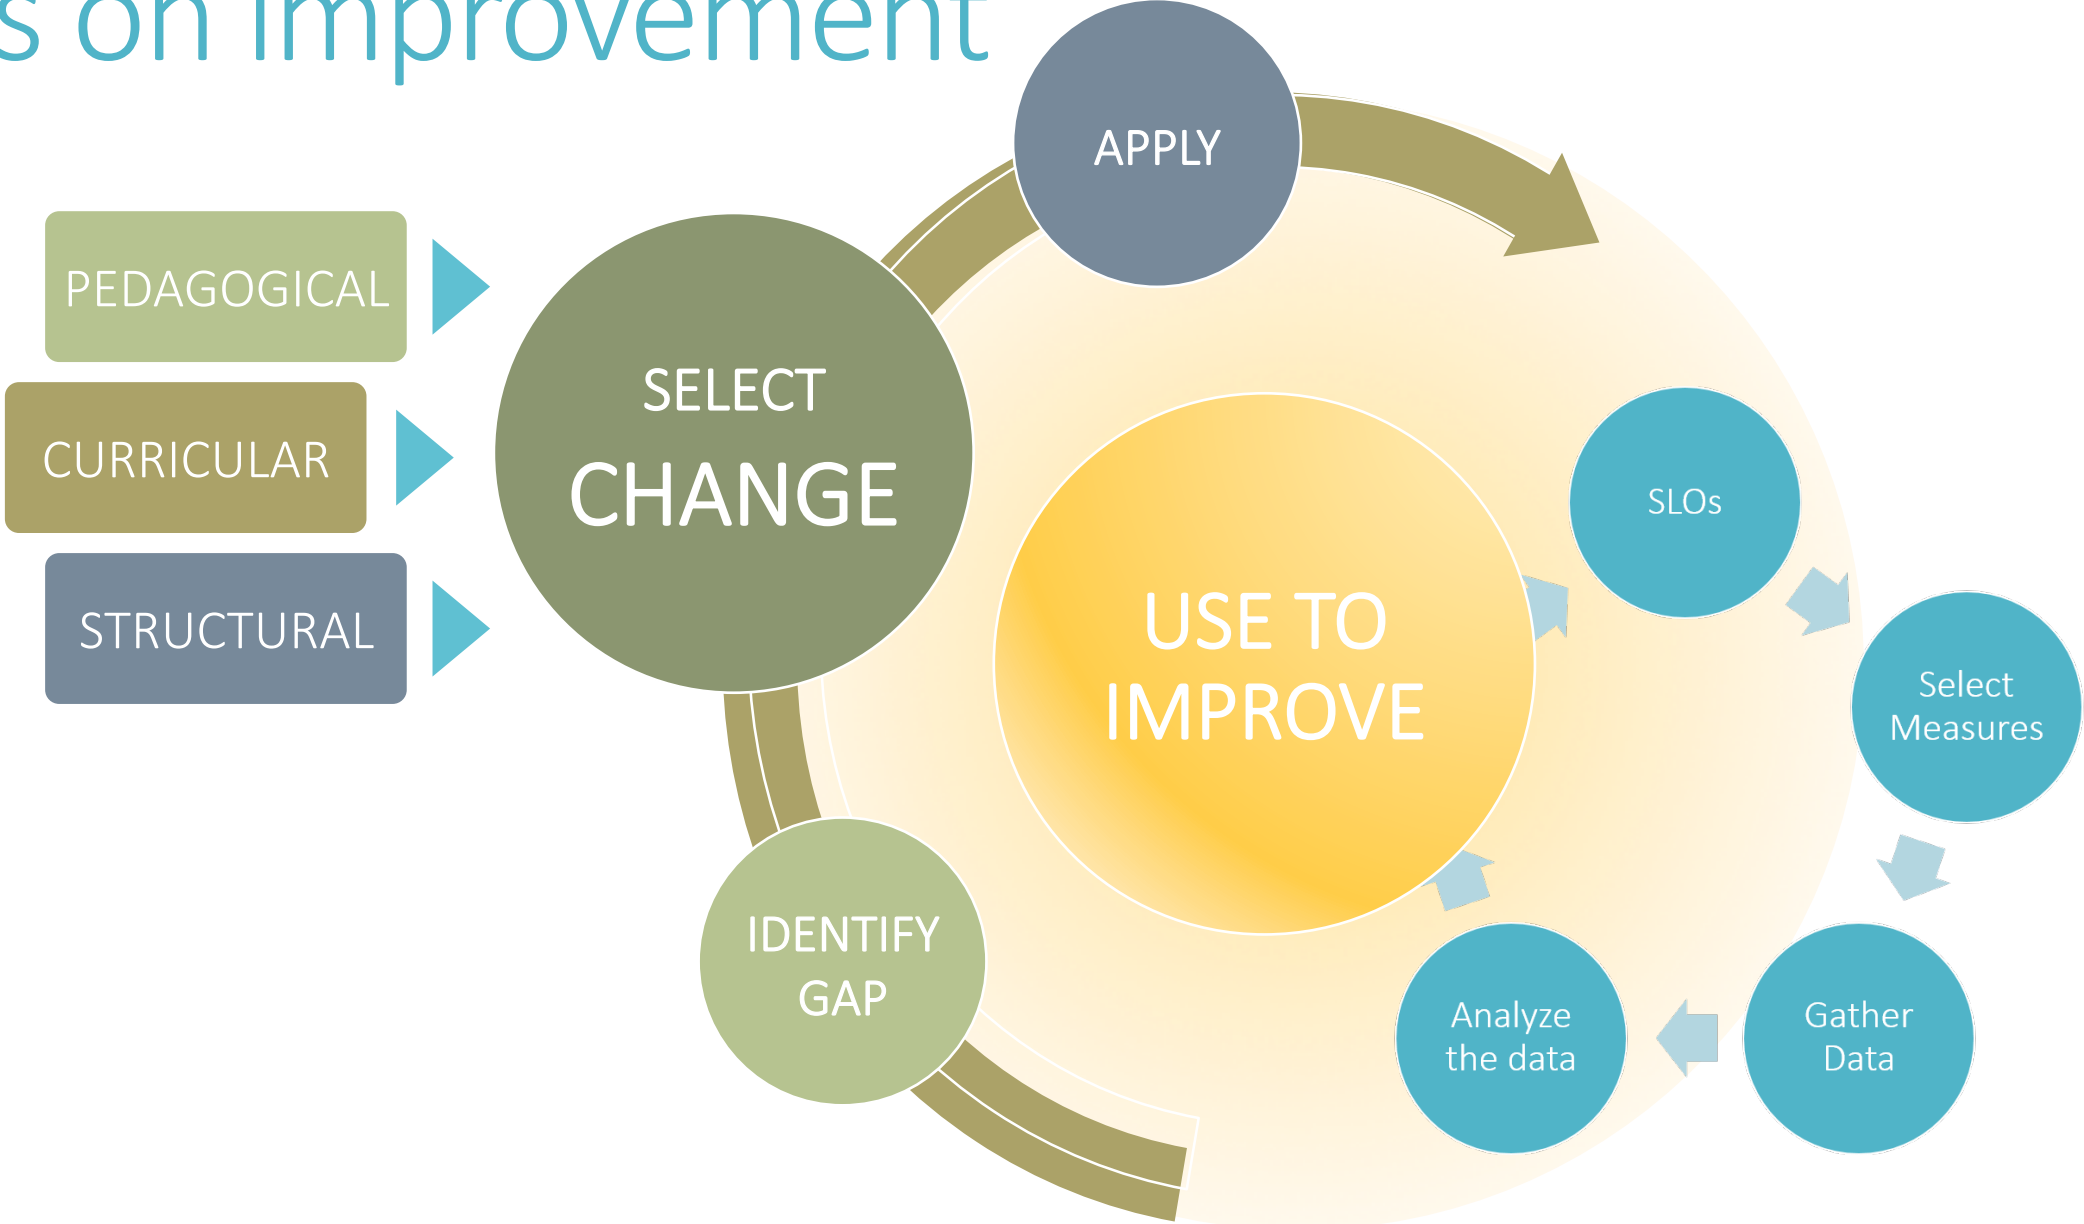 s on improvement
APPLY
PEDAGOGICAL
CURRICULAR
STRUCTURAL
SELECT
CHANGE
IDENTIFY
GAP
USE TO
IMPROVE
SLOs
Select
Measures
Gather
Data
Analyze
the data